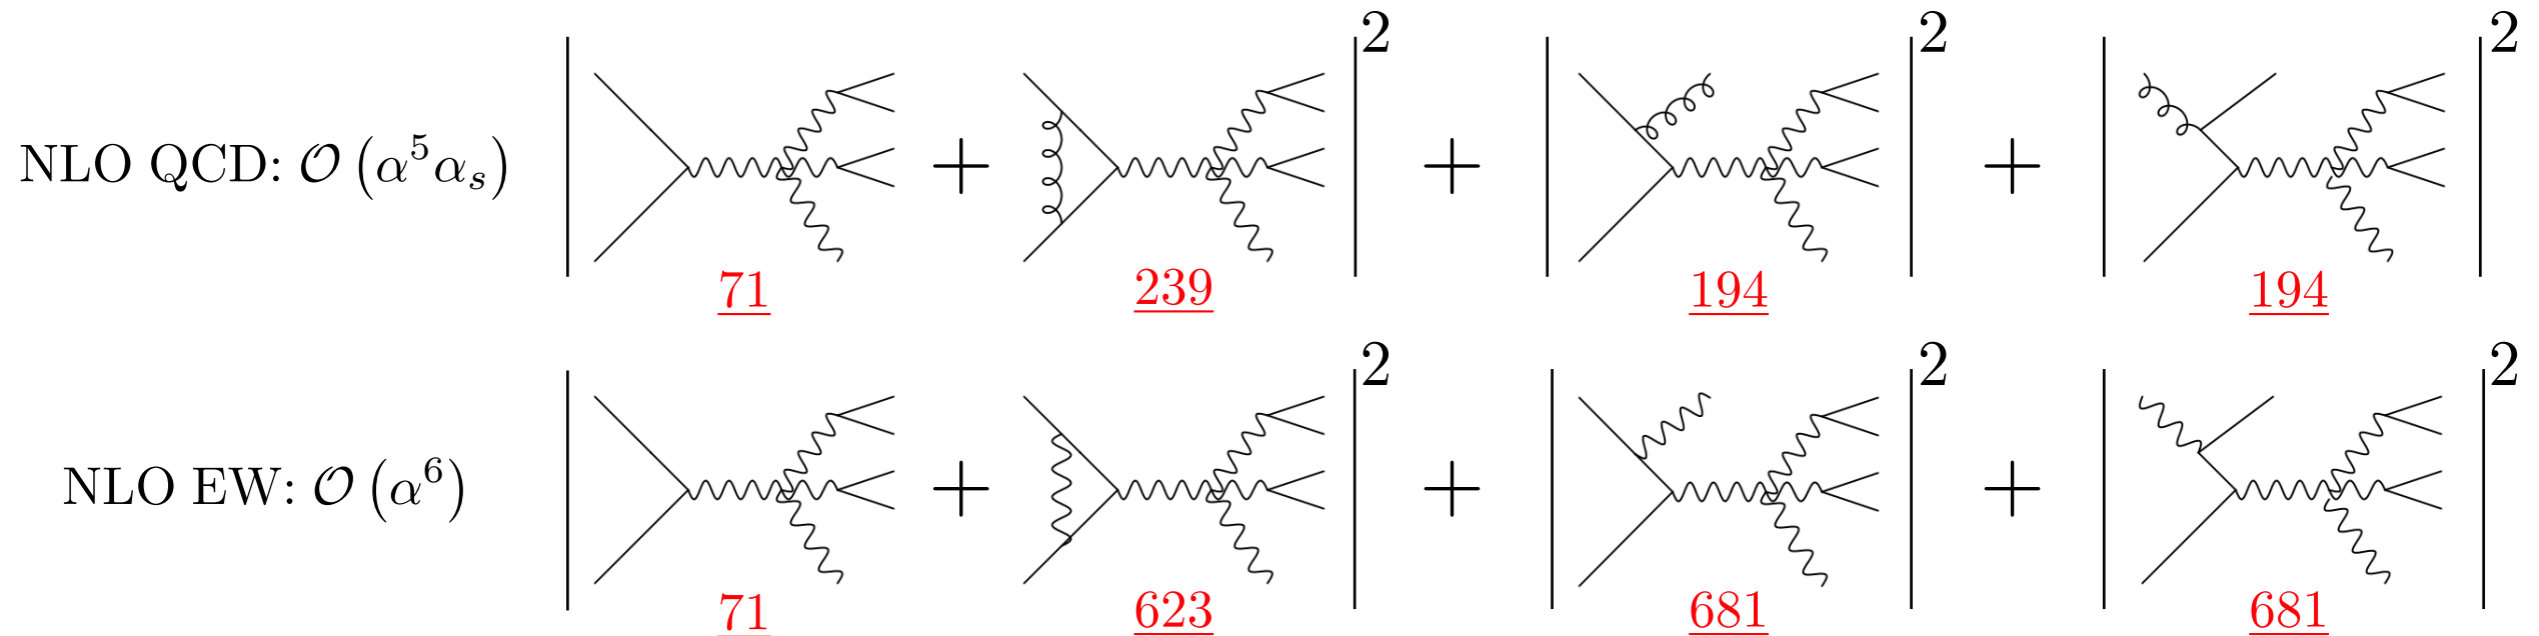 NLO QCD: 𝒪(α⁵αₛ) | + |² + | |² + | |²
71 239 194 194
NLO EW: 𝒪(α⁶) | + |² + | |² + | |²
71 623 681 681